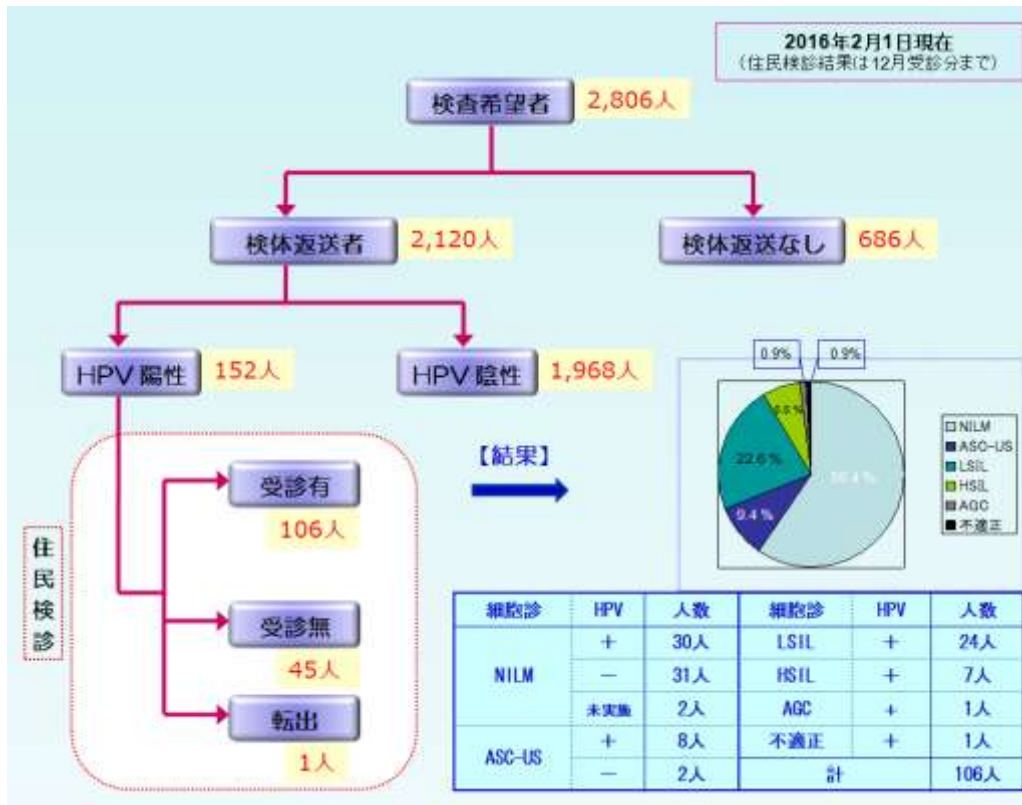 2016年2月1日現在
(住民検診結果は12月受診分まで)
検査希望者 2,806人
検体返送者 2,120人
検体返送なし 686人
HPV陽性 152人
HPV陰性 1,968人
住民検診
受診有
106人
受診無
45人
転出
1人
【結果】
0.9% 0.9%
22.6%
9.4%
NILM
ASC-US
LSIL
HSIL
AGC
不適正
細胞診 HPV 人数 細胞診 HPV 人数
NILM + 30人 LSIL + 24人
− 31人 HSIL + 7人
未実施 2人 AGC + 1人
ASC-US + 8人 不適正 + 1人
− 2人 計 106人